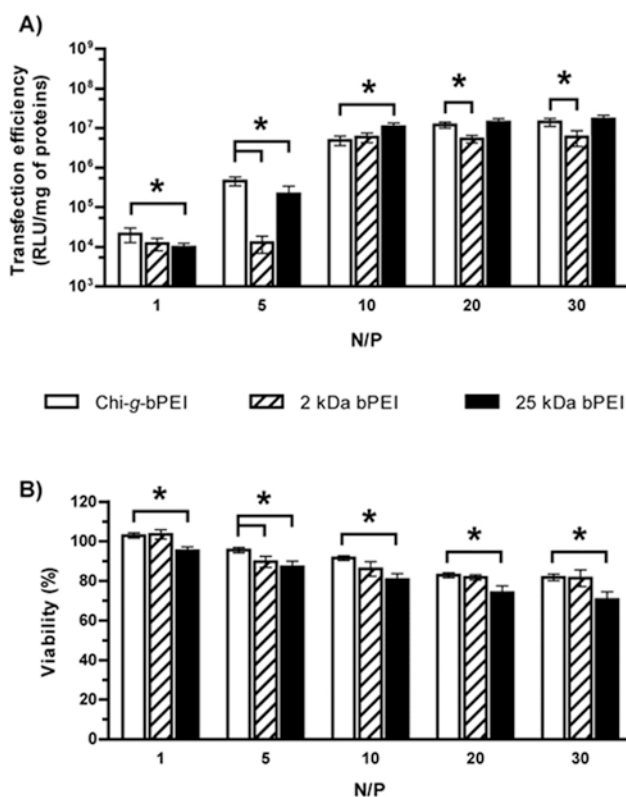 A)
Transfection efficiency
(RLU/mg of proteins)
10⁹
10⁸
10⁷
10⁶
10⁵
10⁴
10³
* * * * *
1 5 10 20 30
N/P
Chi-g-bPEI 2 kDa bPEI 25 kDa bPEI
B)
Viability (%)
120
100
80
60
40
20
0
* * * * *
1 5 10 20 30
N/P